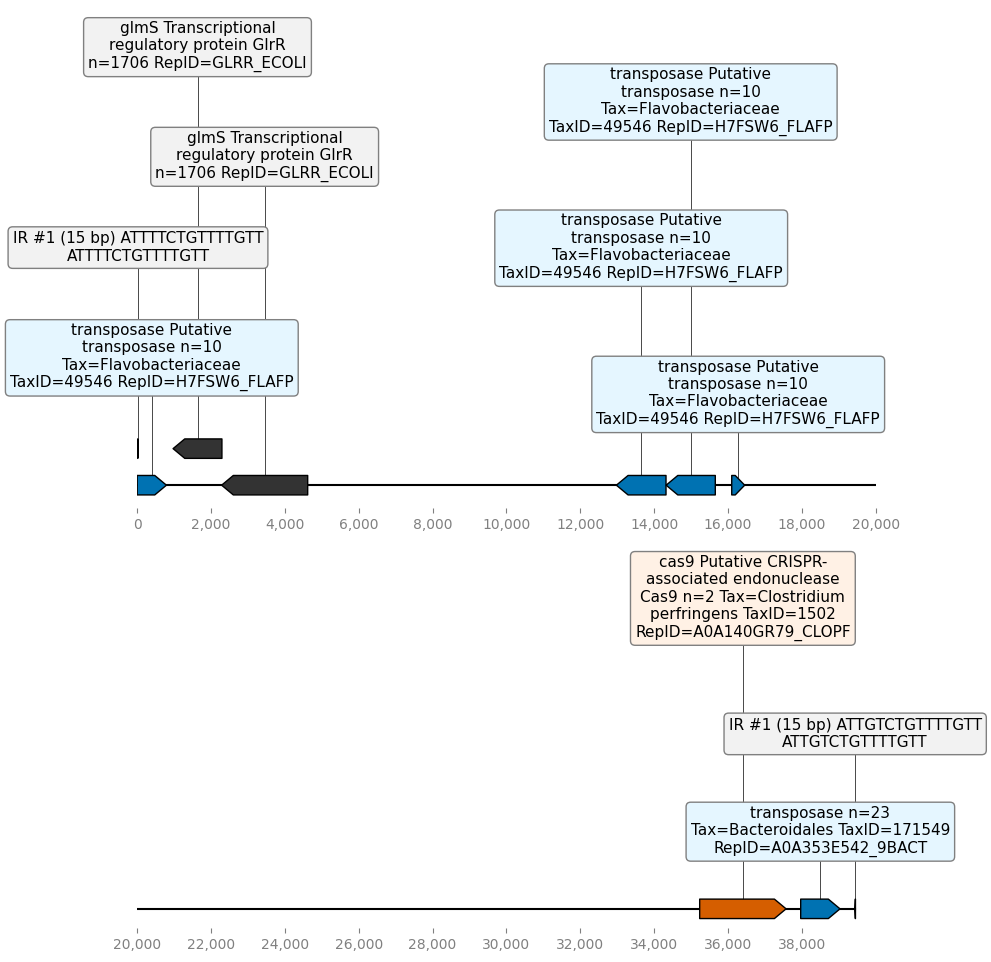 glmS Transcriptional
regulatory protein GlrR
n=1706 RepID=GLRR_ECOLI
transposase Putative
transposase n=10
Tax=Flavobacteriaceae
TaxID=49546 RepID=H7FSW6_FLAFP
glmS Transcriptional
regulatory protein GlrR
n=1706 RepID=GLRR_ECOLI
IR #1 (15 bp) ATTTTCTGTTTTGTT
ATTTTCTGTTTTGTT
transposase Putative
transposase n=10
Tax=Flavobacteriaceae
TaxID=49546 RepID=H7FSW6_FLAFP
transposase Putative
transposase n=10
Tax=Flavobacteriaceae
TaxID=49546 RepID=H7FSW6_FLAFP
transposase Putative
transposase n=10
Tax=Flavobacteriaceae
TaxID=49546 RepID=H7FSW6_FLAFP
0 2,000 4,000 6,000 8,000 10,000 12,000 14,000 16,000 18,000 20,000
cas9 Putative CRISPR-
associated endonuclease
Cas9 n=2 Tax=Clostridium
perfringens TaxID=1502
RepID=A0A140GR79_CLOPF
IR #1 (15 bp) ATTGTCTGTTTTGTT
ATTGTCTGTTTTGTT
transposase n=23
Tax=Bacteroidales TaxID=171549
RepID=A0A353E542_9BACT
20,000 22,000 24,000 26,000 28,000 30,000 32,000 34,000 36,000 38,000